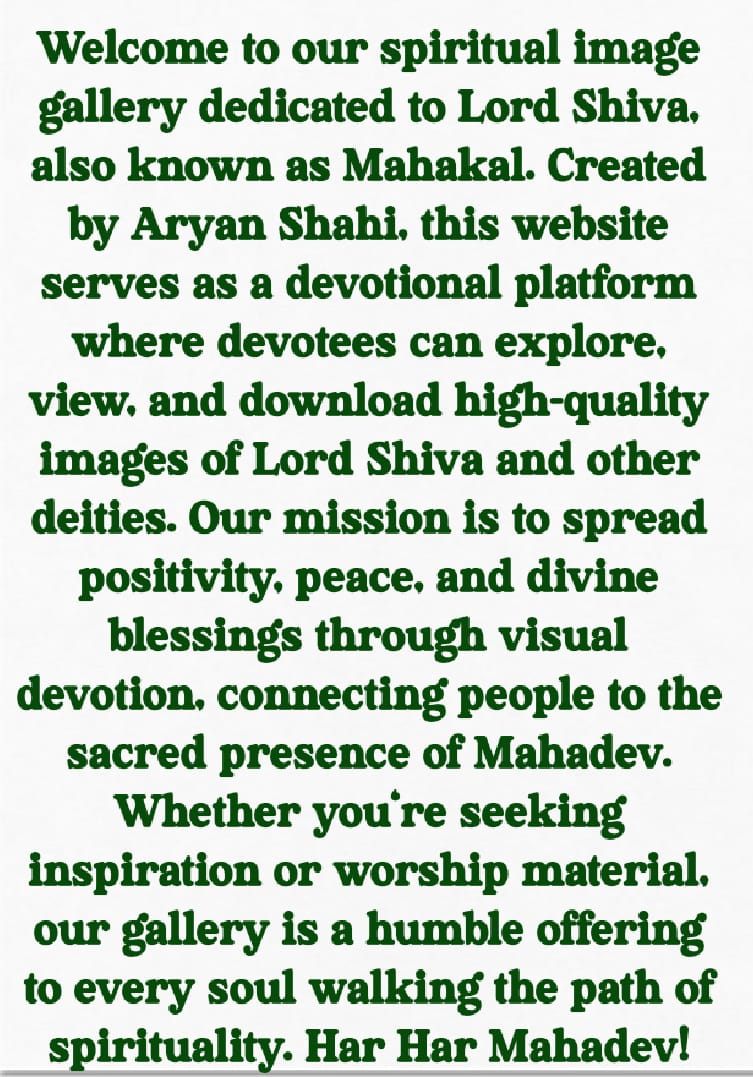 Welcome to our spiritual image
gallery dedicated to Lord Shiva,
also known as Mahakal. Created
by Aryan Shahi, this website
serves as a devotional platform
where devotees can explore,
view, and download high-quality
images of Lord Shiva and other
deities. Our mission is to spread
positivity, peace, and divine
blessings through visual
devotion, connecting people to the
sacred presence of Mahadev.
Whether you're seeking
inspiration or worship material,
our gallery is a humble offering
to every soul walking the path of
spirituality. Har Har Mahadev!